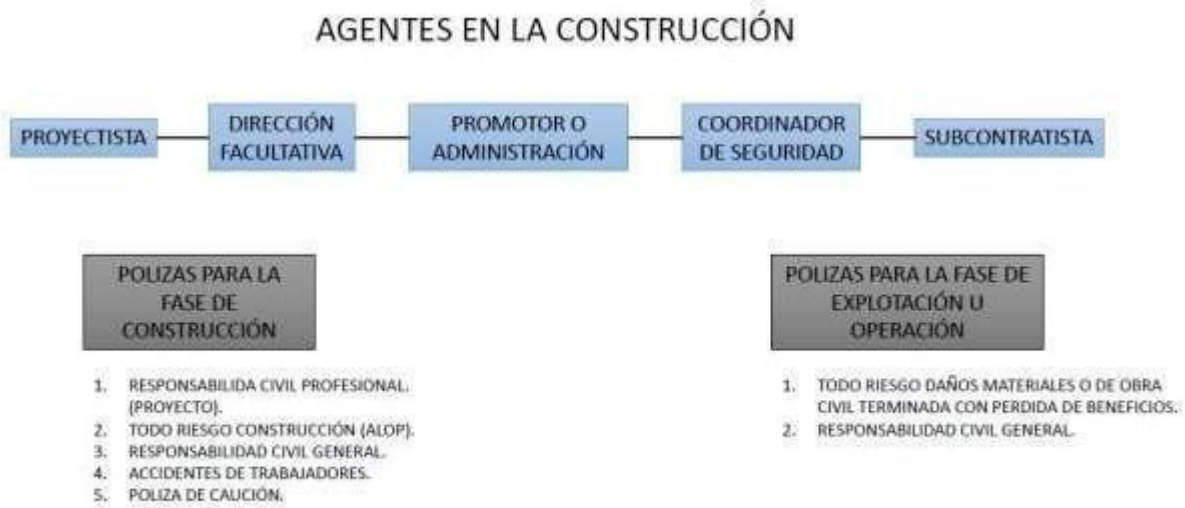 AGENTES EN LA CONSTRUCCIÓN
PROYECTISTA
DIRECCIÓN
FACULTATIVA
PROMOTOR O
ADMINISTRACIÓN
COORDINADOR
DE SEGURIDAD
SUBCONTRATISTA
POLIZAS PARA LA
FASE DE
CONSTRUCCIÓN
1. RESPONSABILIDA CIVIL PROFESIONAL.
(PROYECTO).
2. TODO RIESGO CONSTRUCCIÓN (ALOP).
3. RESPONSABILIDAD CIVIL GENERAL.
4. ACCIDENTES DE TRABAJADORES.
5. POLIZA DE CAUCIÓN.
POLIZAS PARA LA FASE DE
EXPLOTACIÓN U
OPERACIÓN
1. TODO RIESGO DAÑOS MATERIALES O DE OBRA
CIVIL TERMINADA CON PERDIDA DE BENEFICIOS.
2. RESPONSABILIDAD CIVIL GENERAL.